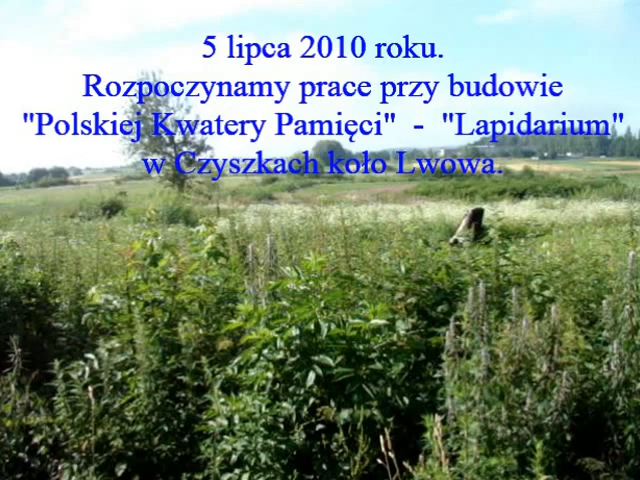 5 lipca 2010 roku.
Rozpoczynamy prace przy budowie
"Polskiej Kwatery Pamięci" - "Lapidarium"
w Czyszkach koło Lwowa.